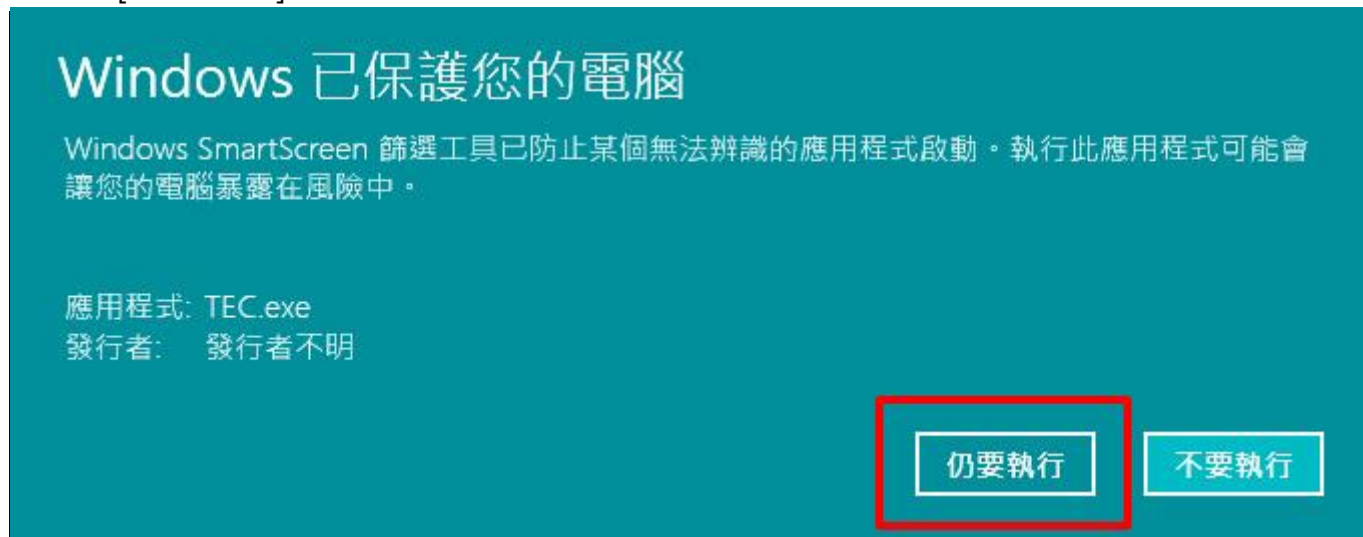 Windows 已保護您的電腦
Windows SmartScreen 篩選工具已防止某個無法辨識的應用程式啟動。執行此應用程式可能會
讓您的電腦暴露在風險中。
應用程式: TEC.exe
發行者: 發行者不明
仍要執行 不要執行